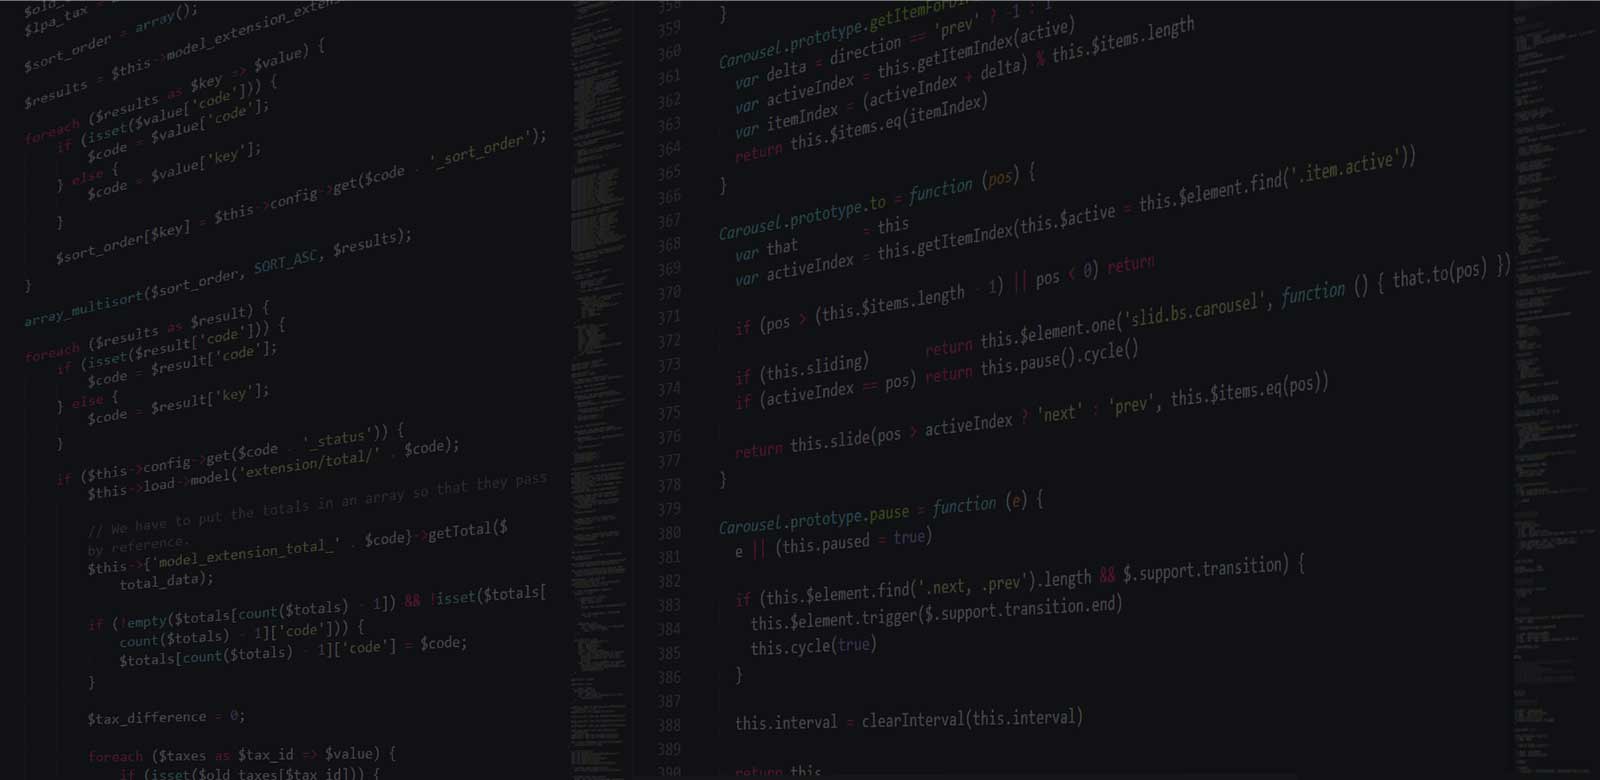 $lpa_tax =
$sort_order = array();
$results = $this->model_extension_exten
foreach ($results as $key => $value) {
if (isset($value['code'])) {
$code = $value['code'];
} else {
$code = $value['key'];
}
$sort_order[$key] = $this->config->get($code . '_sort_order');
}
array_multisort($sort_order, SORT_ASC, $results);
foreach ($results as $result) {
if (isset($result['code'])) {
$code = $result['code'];
} else {
$code = $result['key'];
}
if ($this->config->get($code . '_status')) {
$this->load->model('extension/total/' . $code);
// We have to put the totals in an array so that they pass
by reference.
$this->{'model_extension_total_' . $code}->getTotal($
total_data);
if (!empty($totals[count($totals) - 1]) && !isset($totals[
count($totals) - 1]['code'])) {
$totals[count($totals) - 1]['code'] = $code;
}
$tax_difference = 0;
foreach ($taxes as $tax_id => $value) {
if (isset($old_taxes[$tax_id])) {
358
359 }
360
361 Carousel.prototype.getItemForDir
362 var delta = direction == 'prev' ? -1 : 1
363 var activeIndex = this.getItemIndex(active)
364 var itemIndex = (activeIndex + delta) % this.$items.length
365 return this.$items.eq(itemIndex)
366 }
367
368 Carousel.prototype.to = function (pos) {
369 var that = this
370 var activeIndex = this.getItemIndex(this.$active = this.$element.find('.item.active'))
371
372 if (pos > (this.$items.length - 1) || pos < 0) return
373
374 if (this.sliding) return this.$element.one('slid.bs.carousel', function () { that.to(pos) })
375 if (activeIndex == pos) return this.pause().cycle()
376
377 return this.slide(pos > activeIndex ? 'next' : 'prev', this.$items.eq(pos))
378 }
379
380 Carousel.prototype.pause = function (e) {
381 e || (this.paused = true)
382
383 if (this.$element.find('.next, .prev').length && $.support.transition) {
384 this.$element.trigger($.support.transition.end)
385 this.cycle(true)
386 }
387
388 this.interval = clearInterval(this.interval)
389
390 return this